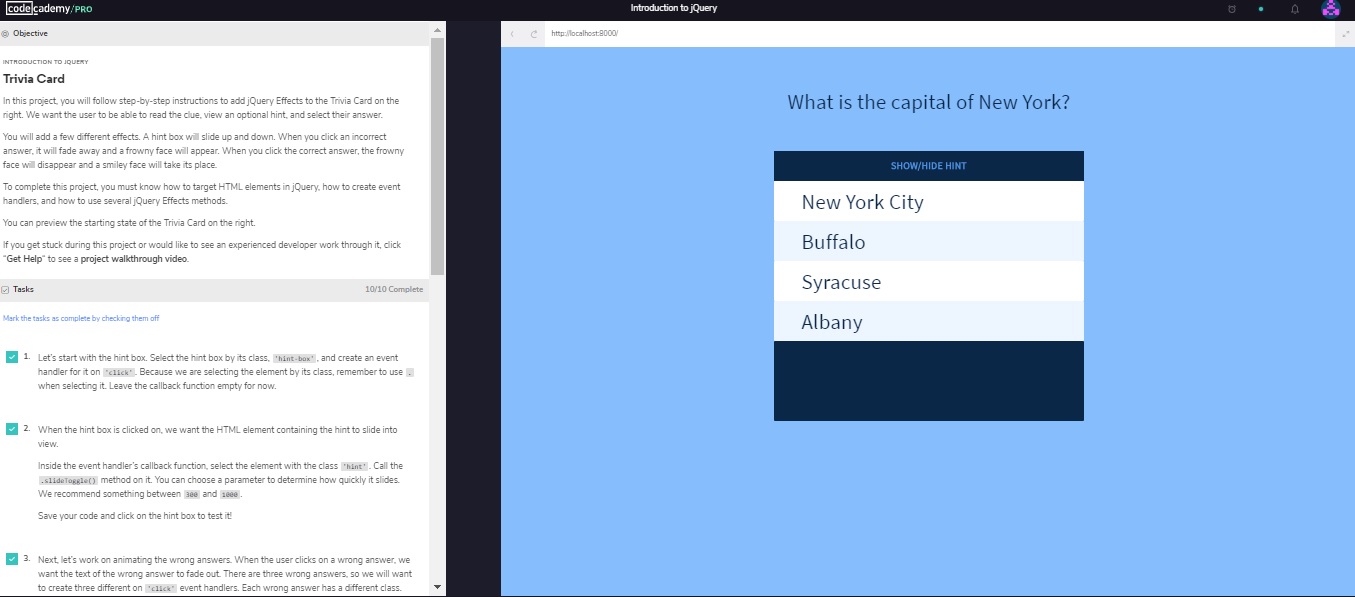 codecademy/PRO
Introduction to jQuery
Objective
http://localhost:8000/
INTRODUCTION TO JQUERY
Trivia Card
In this project, you will follow step-by-step instructions to add jQuery Effects to the Trivia Card on the
right. We want the user to be able to read the clue, view an optional hint, and select their answer.
You will add a few different effects. A hint box will slide up and down. When you click an incorrect
answer, it will fade away and a frowny face will appear. When you click the correct answer, the frowny
face will disappear and a smiley face will take its place.
To complete this project, you must know how to target HTML elements in jQuery, how to create event
handlers, and how to use several jQuery Effects methods.
You can preview the starting state of the Trivia Card on the right.
If you get stuck during this project or would like to see an experienced developer work through it, click
"Get Help" to see a project walkthrough video.
Tasks
10/10 Complete
Mark the tasks as complete by checking them off
1. Let's start with the hint box. Select the hint box by its class, 'hint-box', and create an event
handler for it on 'click'. Because we are selecting the element by its class, remember to use .
when selecting it. Leave the callback function empty for now.
2. When the hint box is clicked on, we want the HTML element containing the hint to slide into
view.
Inside the event handler's callback function, select the element with the class 'hint'. Call the
.slideToggle() method on it. You can choose a parameter to determine how quickly it slides.
We recommend something between 300 and 1000.
Save your code and click on the hint box to test it!
3. Next, let's work on animating the wrong answers. When the user clicks on a wrong answer, we
want the text of the wrong answer to fade out. There are three wrong answers, so we will want
to create three different on 'click' event handlers. Each wrong answer has a different class.
What is the capital of New York?
SHOW/HIDE HINT
New York City
Buffalo
Syracuse
Albany